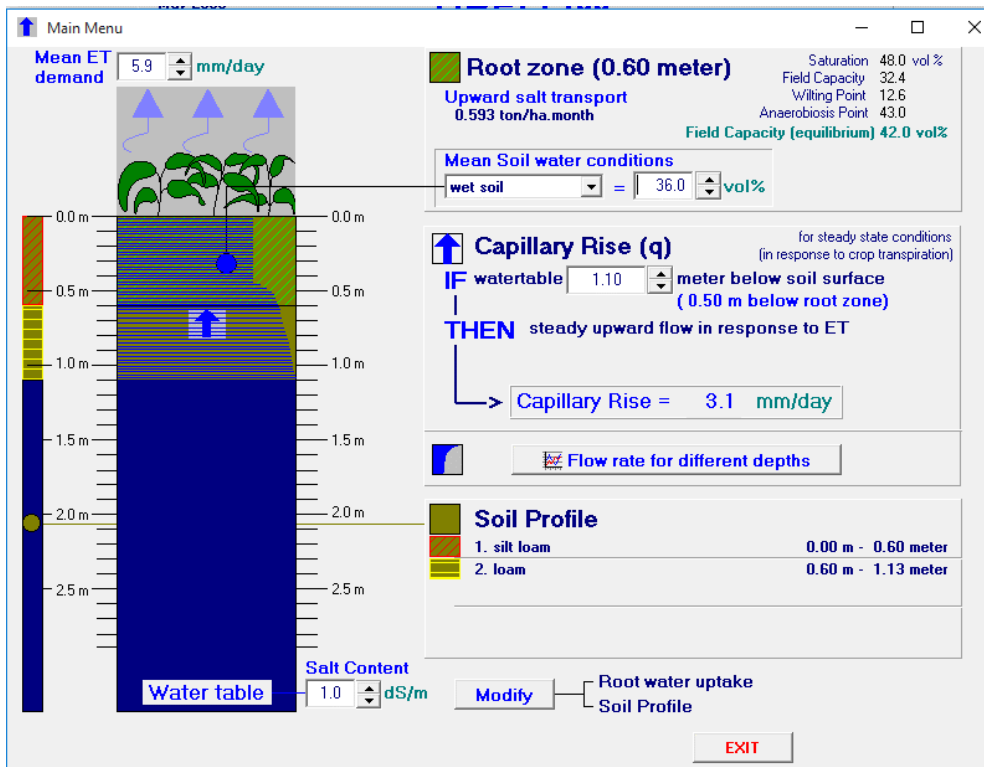 Main Menu
Mean ET
demand
5.9
mm/day
Root zone (0.60 meter)
Upward salt transport
0.593 ton/ha.month
Saturation 48.0 vol %
Field Capacity 32.4
Wilting Point 12.6
Anaerobiosis Point 43.0
Field Capacity (equilibrium) 42.0 vol%
Mean Soil water conditions
wet soil = 36.0 vol%
0.0 m 0.0 m
0.5 m 0.5 m
1.0 m 1.0 m
1.5 m 1.5 m
2.0 m 2.0 m
2.5 m 2.5 m
Capillary Rise (q)
for steady state conditions
(in response to crop transpiration)
IF watertable 1.10 meter below soil surface
( 0.50 m below root zone)
THEN steady upward flow in response to ET
Capillary Rise = 3.1 mm/day
Flow rate for different depths
Soil Profile
1. silt loam 0.00 m - 0.60 meter
2. loam 0.60 m - 1.13 meter
Salt Content
Water table 1.0 dS/m
Modify
Root water uptake
Soil Profile
EXIT